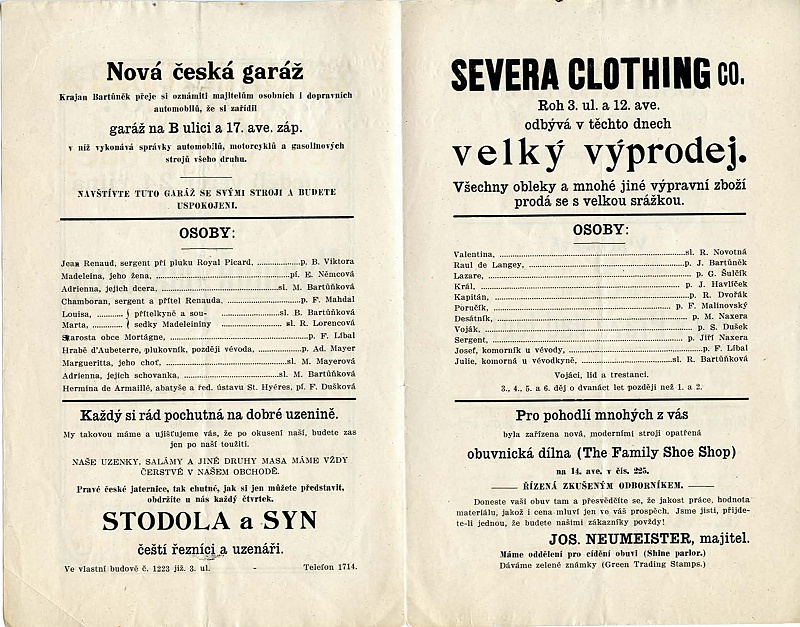 Nová česká garáž
Krajan Bartůněk přeje si oznámiti majitelům osobních i dopravních
automobilů, že si zařídil
garáž na B ulici a 17. ave. záp.
v níž vykonává správky automobilů, motorcyklů a gasolinových
strojů všeho druhu.
NAVŠTIVTE TUTO GARÁŽ SE SVÝMI STROJI A BUDETE
USPOKOJENI.
OSOBY:
Jean Renaud, sergent při pluku Royal Picard, p. B. Viktora
Madeleina, jeho žena, pí. E. Němcová
Adrienna, jejich dcera, sl. M. Bartůňková
Chamboran, sergent a přítel Renauda, p. F. Mahdal
Louisa, přítelkyně a sou- sl. B. Bartůňková
Marta, sedky Madeleininy sl. R. Lorencová
Starosta obce Mortágne, p. F. Líbal
Hrabě d'Aubeterre, plukovník, později vévoda, p. Ad. Mayer
Margueritta, jeho choť, sl. M. Mayerová
Adrienna, jejich schovanka, sl. M. Bartůňková
Hermina de Armaillé, abatyše a řed. ústavu St. Hyéres, pí. F. Dušková
Každý si rád pochutná na dobré uzenině.
My takovou máme a ujišťujeme vás, že po okusení naší, budete zas
jen po naší toužiti.
NAŠE UZENKY, SALÁMY A JINÉ DRUHY MASA MÁME VŽDY
ČERSTVÉ V NAŠEM OBCHODĚ.
Pravé české jaternice, tak chutné, jak si jen můžete představit,
obdržíte u nás každý čtvrtek.
STODOLA a SYN
čeští řezníci a uzenáři.
Ve vlastní budově č. 1223 již. 3. ul. - Telefon 1714.
SEVERA CLOTHING CO.
Roh 3. ul. a 12. ave.
odbývá v těchto dnech
velký výprodej.
Všechny obleky a mnohé jiné výpravní zboží
prodá se s velkou srážkou.
OSOBY:
Valentina, sl. R. Novotná
Raul de Langey, p. J. Bartůněk
Lazare, p. G. Šulčík
Král, p. J. Havlíček
Kapitán, p. R. Dvořák
Poručík, p. F. Malinovský
Desátník, p. M. Naxera
Voják, p. S. Dušek
Sergent, p. Jiří Naxera
Josef, komorník u vévody, p. F. Líbal
Julie, komorná u vévodkyně, sl. R. Bartůňková
Vojáci, lid a trestanci.
3., 4., 5. a 6. děj o dvanáct let později než 1. a 2.
Pro pohodlí mnohých z vás
byla zařízena nová, moderními stroji opatřená
obuvnická dílna (The Family Shoe Shop)
na 14. ave. v čís. 225.
ŘÍZENÁ ZKUŠENÝM ODBORNÍKEM.
Doneste vaši obuv tam a přesvědčíte se, že jakost práce, hodnota
materiálu, jakož i cena mluví jen ve váš prospěch. Jsme jisti, přijde-
te-li jednou, že budete našimi zákazníky povždy!
JOS. NEUMEISTER, majitel.
Máme oddělení pro cídění obuvi (Shine parlor.)
Dáváme zelené známky (Green Trading Stamps.)